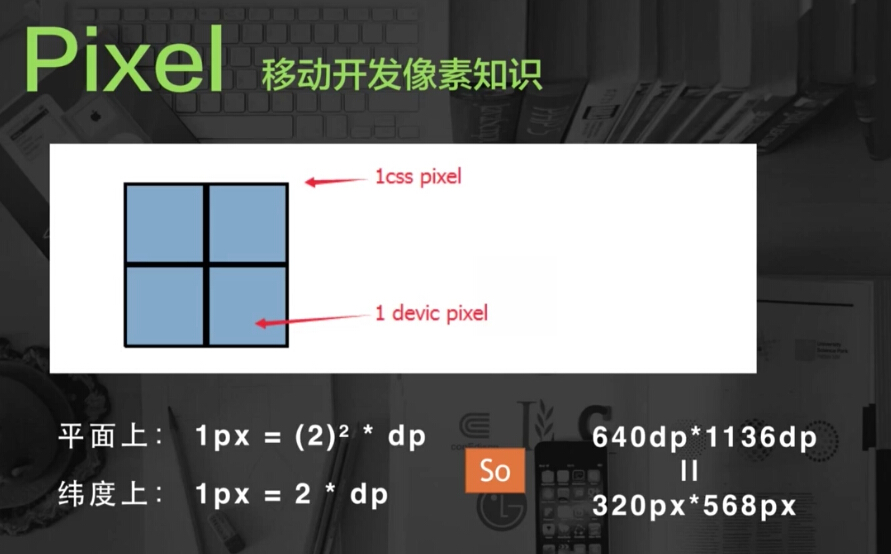 Pixel
移动开发像素知识
1css pixel
1 devic pixel
平面上： 1px = (2)² * dp
纬度上： 1px = 2 * dp
So
640dp*1136dp
=
320px*568px
LG